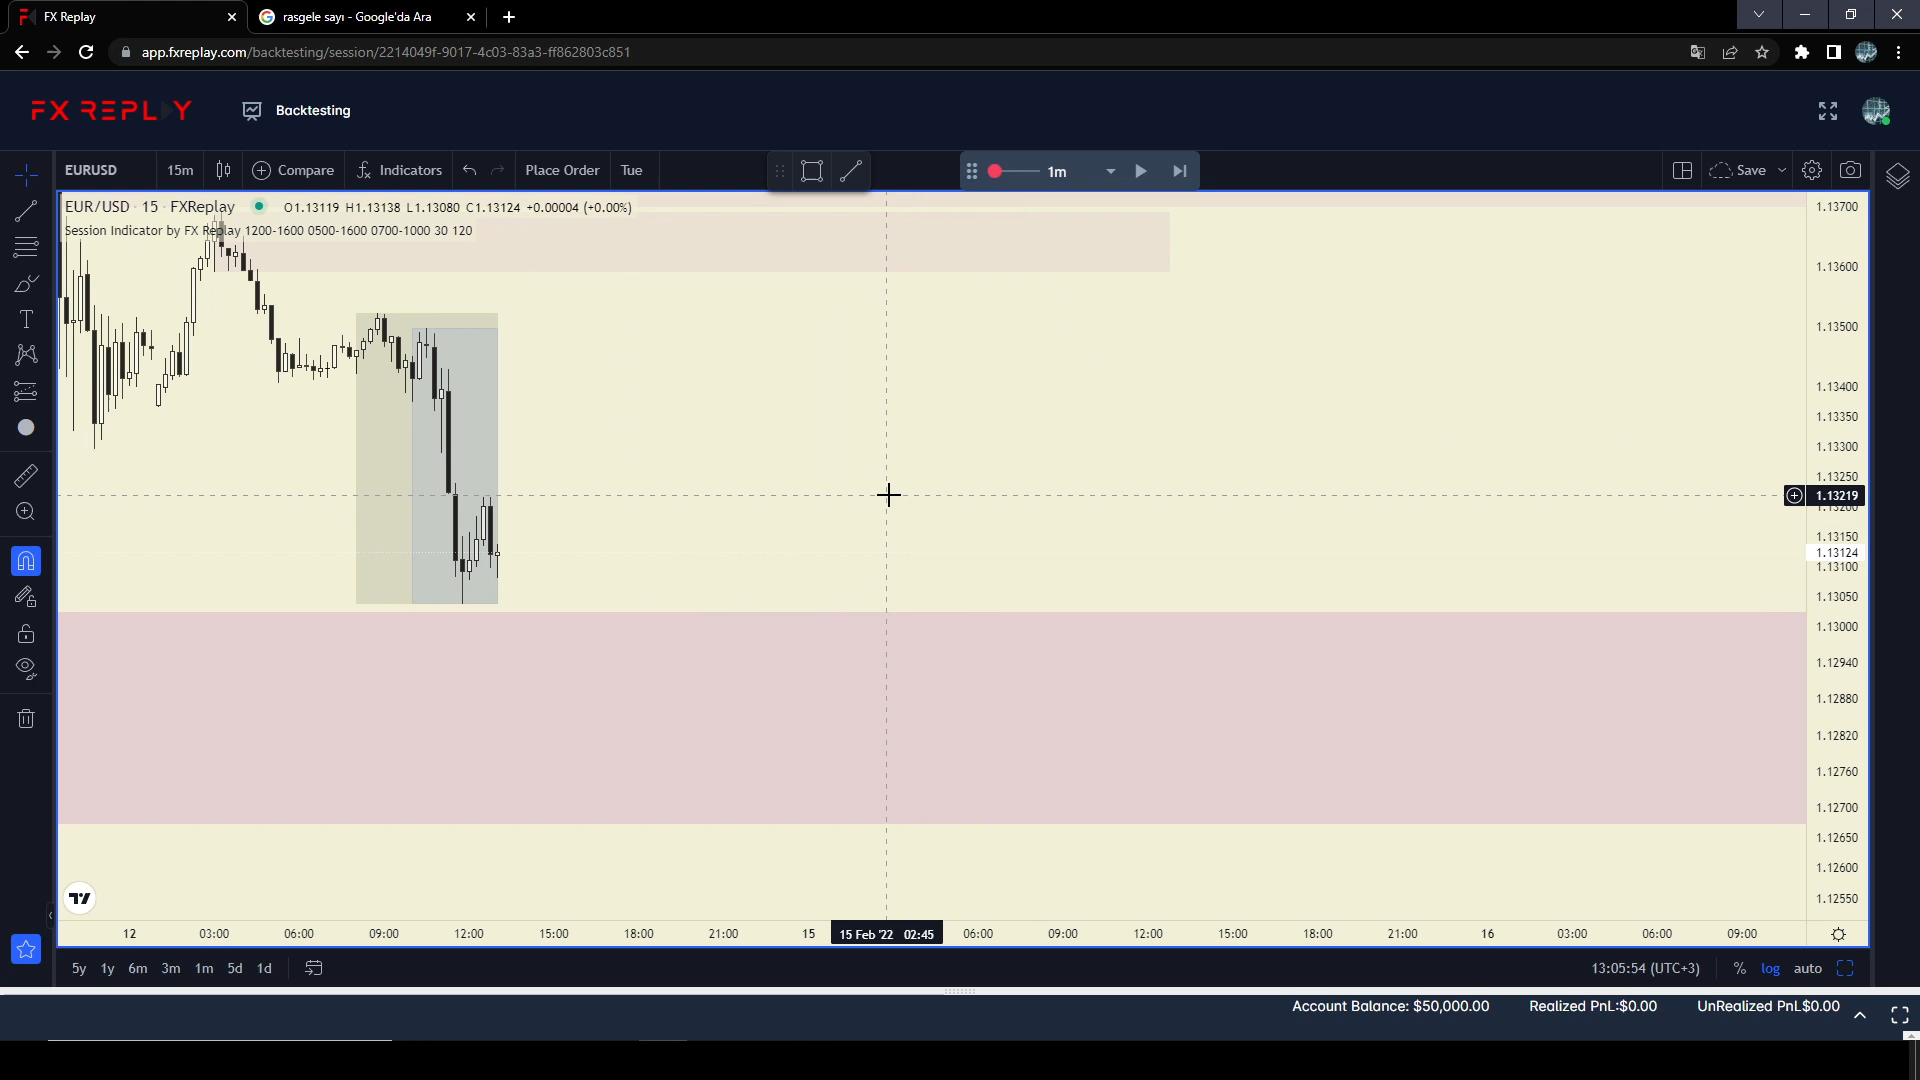 FX Replay
rasgele sayı - Google'da Ara
app.fxreplay.com/backtesting/session/2214049f-9017-4c03-83a3-ff862803c851
FX REPLAY
Backtesting
EURUSD
15m
Compare
Indicators
Place Order
Tue
1m
Save
EUR/USD · 15 · FXReplay
O1.13119 H1.13138 L1.13080 C1.13124 +0.00004 (+0.00%)
Session Indicator by FX Replay 1200-1600 0500-1600 0700-1000 30 120
1.13700
1.13600
1.13500
1.13400
1.13350
1.13300
1.13250
1.13219
1.13200
1.13150
1.13124
1.13100
1.13050
1.13000
1.12940
1.12880
1.12820
1.12760
1.12700
1.12650
1.12600
1.12550
12 03:00 06:00 09:00 12:00 15:00 18:00 21:00 15 15 Feb '22 02:45 06:00 09:00 12:00 15:00 18:00 21:00 16 03:00 06:00 09:00
5y 1y 6m 3m 1m 5d 1d
13:05:54 (UTC+3)
% log auto
Account Balance: $50,000.00
Realized PnL:$0.00
UnRealized PnL$0.00